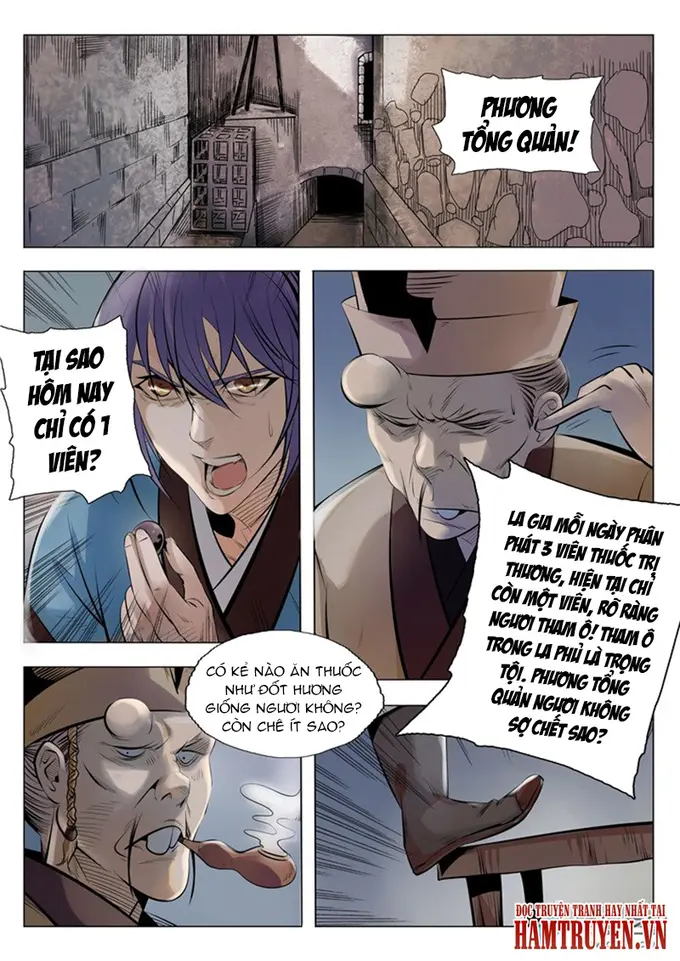 PHƯƠNG
TỔNG QUẢN!
TẠI SAO
HÔM NAY
CHỈ CÓ 1
VIÊN?
LA GIA MỖI NGÀY PHÂN
PHÁT 3 VIÊN THUỐC TRỊ
THƯƠNG, HIỆN TẠI CHỈ
CÒN MỘT VIÊN, RÕ RÀNG
NGƯƠI THAM Ô! THAM Ô
TRONG LA PHỦ LÀ TRỌNG
TỘI. PHƯƠNG TỔNG
QUẢN NGƯƠI KHÔNG
SỢ CHẾT SAO?
CÓ KẺ NÀO ĂN THUỐC
NHƯ ĐỐT HƯƠNG
GIỐNG NGƯƠI KHÔNG?
CÒN CHÊ ÍT SAO?
ĐỌC TRUYỆN TRANH HAY NHẤT TẠI
HAMTRUYEN.VN